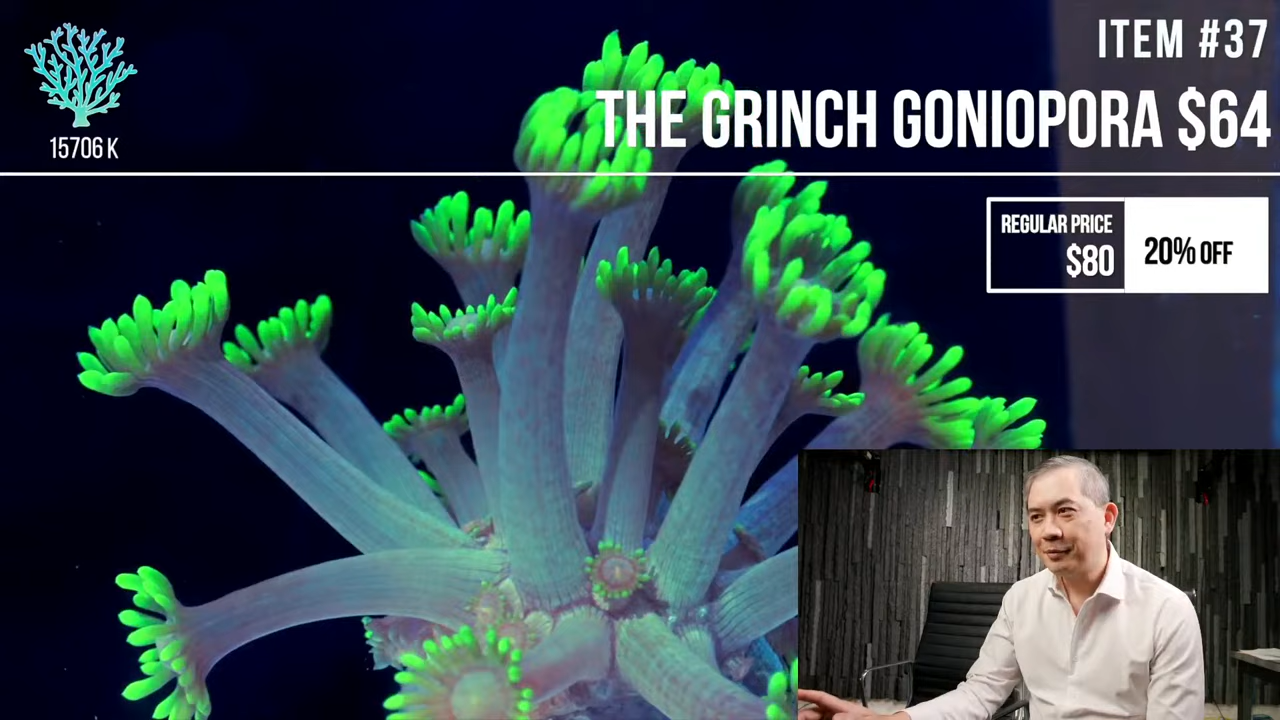 15706 K
ITEM #37
THE GRINCH GONIOPORA $64
REGULAR PRICE
$80
20% OFF